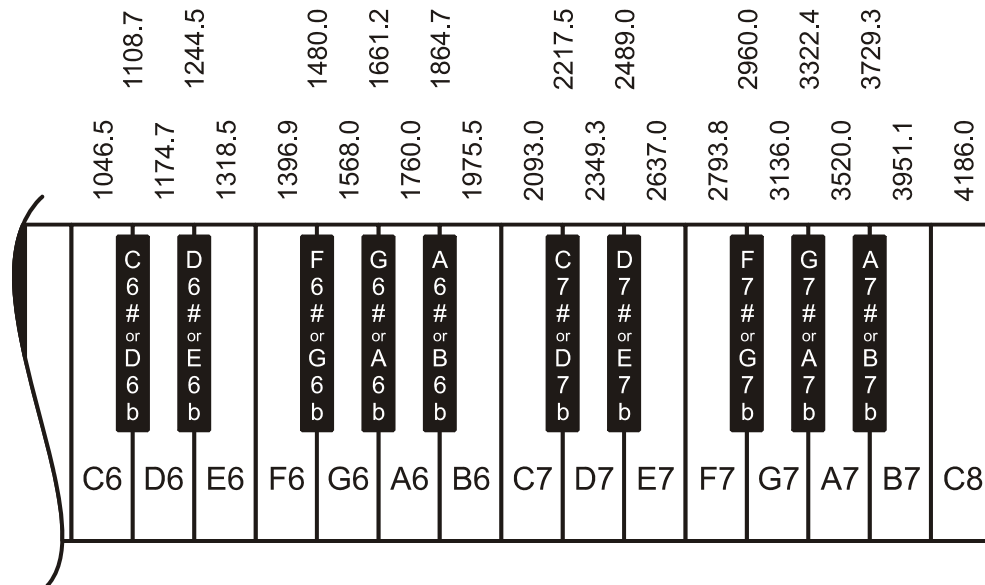 1108.7 1244.5 1480.0 1661.2 1864.7 2217.5 2489.0 2960.0 3322.4 3729.3
1046.5 1174.7 1318.5 1396.9 1568.0 1760.0 1975.5 2093.0 2349.3 2637.0 2793.8 3136.0 3520.0 3951.1 4186.0
C6# or D6b
D6# or E6b
F6# or G6b
G6# or A6b
A6# or B6b
C7# or D7b
D7# or E7b
F7# or G7b
G7# or A7b
A7# or B7b
C6 D6 E6 F6 G6 A6 B6 C7 D7 E7 F7 G7 A7 B7 C8